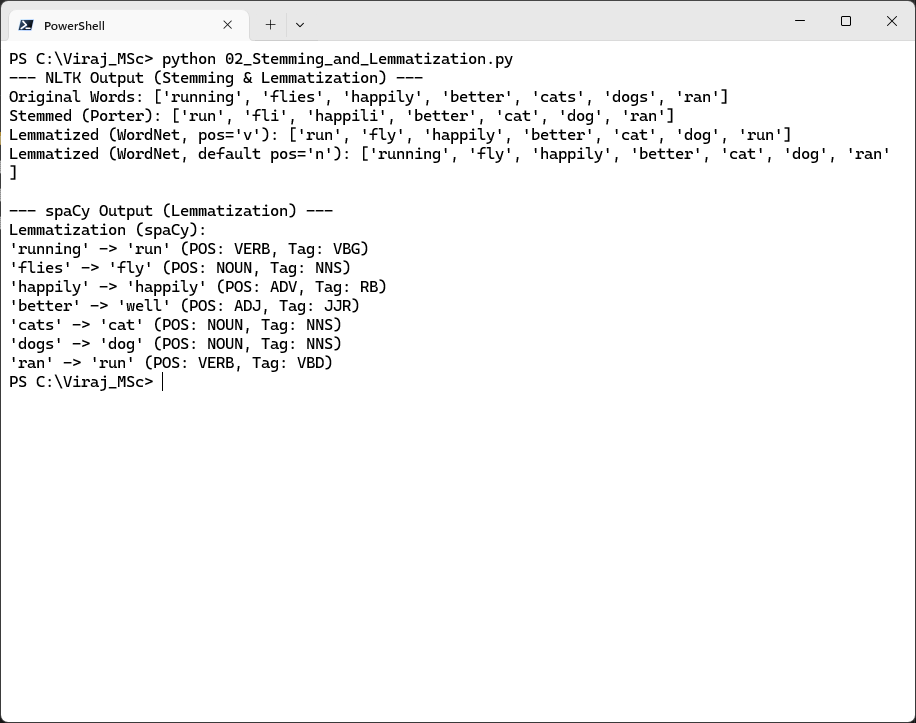 PowerShell
PS C:\Viraj_MSc> python 02_Stemming_and_Lemmatization.py
--- NLTK Output (Stemming & Lemmatization) ---
Original Words: ['running', 'flies', 'happily', 'better', 'cats', 'dogs', 'ran']
Stemmed (Porter): ['run', 'fli', 'happili', 'better', 'cat', 'dog', 'ran']
Lemmatized (WordNet, pos='v'): ['run', 'fly', 'happily', 'better', 'cat', 'dog', 'run']
Lemmatized (WordNet, default pos='n'): ['running', 'fly', 'happily', 'better', 'cat', 'dog', 'ran'
]
--- spaCy Output (Lemmatization) ---
Lemmatization (spaCy):
'running' -> 'run' (POS: VERB, Tag: VBG)
'flies' -> 'fly' (POS: NOUN, Tag: NNS)
'happily' -> 'happily' (POS: ADV, Tag: RB)
'better' -> 'well' (POS: ADJ, Tag: JJR)
'cats' -> 'cat' (POS: NOUN, Tag: NNS)
'dogs' -> 'dog' (POS: NOUN, Tag: NNS)
'ran' -> 'run' (POS: VERB, Tag: VBD)
PS C:\Viraj_MSc>